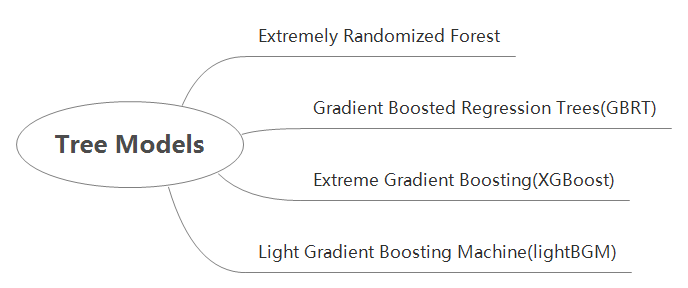 Extremely Randomized Forest
Gradient Boosted Regression Trees(GBRT)
Tree Models
Extreme Gradient Boosting(XGBoost)
Light Gradient Boosting Machine(lightBGM)